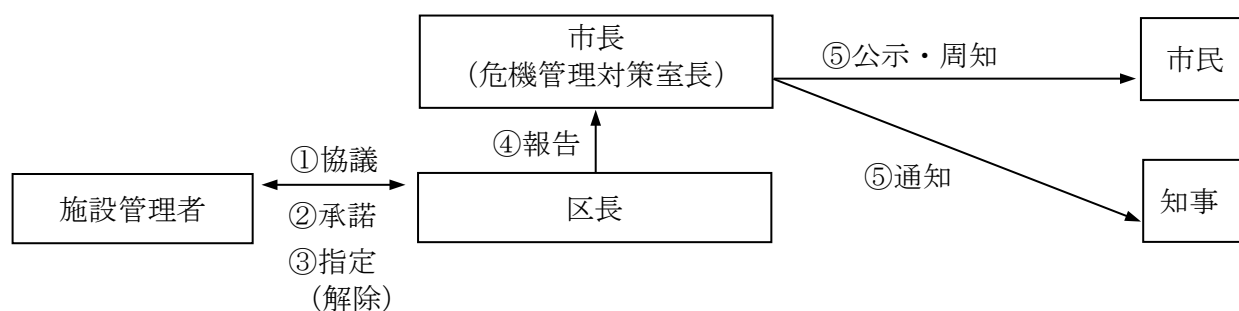 市長
（危機管理対策室長）
⑤公示・周知
市民
④報告
①協議
⑤通知
施設管理者
区長
知事
②承諾
③指定
（解除）